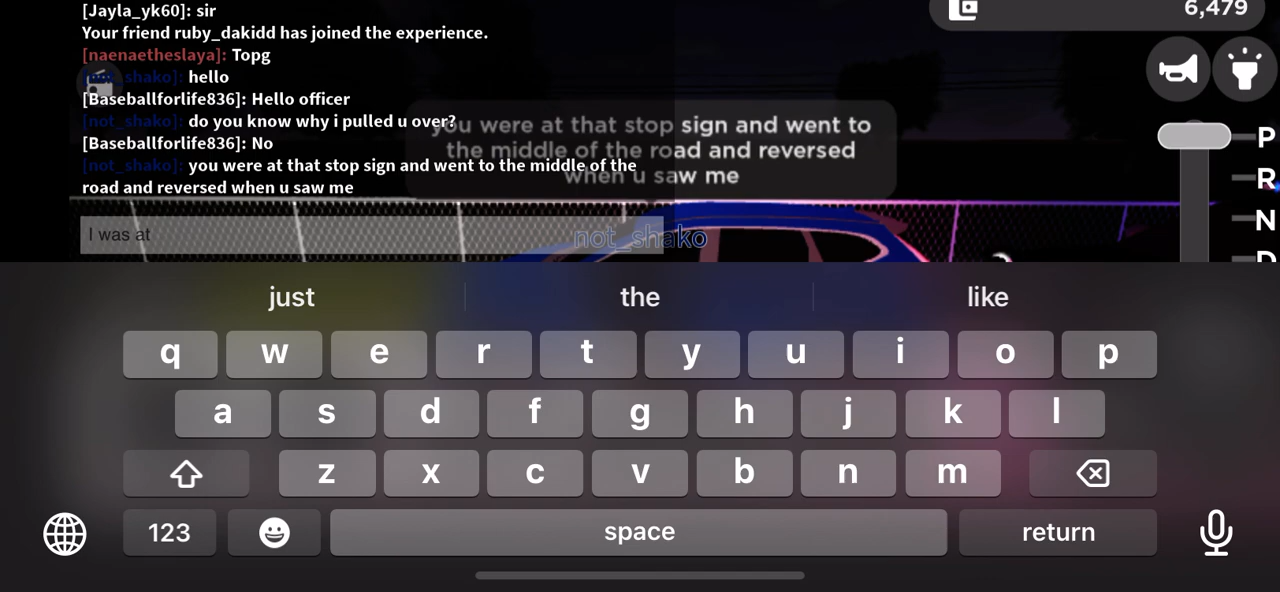 [Jayla_yk60]: sir
6,479
Your friend ruby_dakidd has joined the experience.
[naenaetheslaya]: Topg
[not_shako]: hello
[Baseballforlife836]: Hello officer
[not_shako]: do you know why i pulled u over?
[Baseballforlife836]: No
[not_shako]: you were at that stop sign and went to the middle of the
road and reversed when u saw me
you were at that stop sign and went to
the middle of the road and reversed
when u saw me
P
R
N
D
I was at
not_shako
just the like
q w e r t y u i o p
a s d f g h j k l
z x c v b n m
123 space return